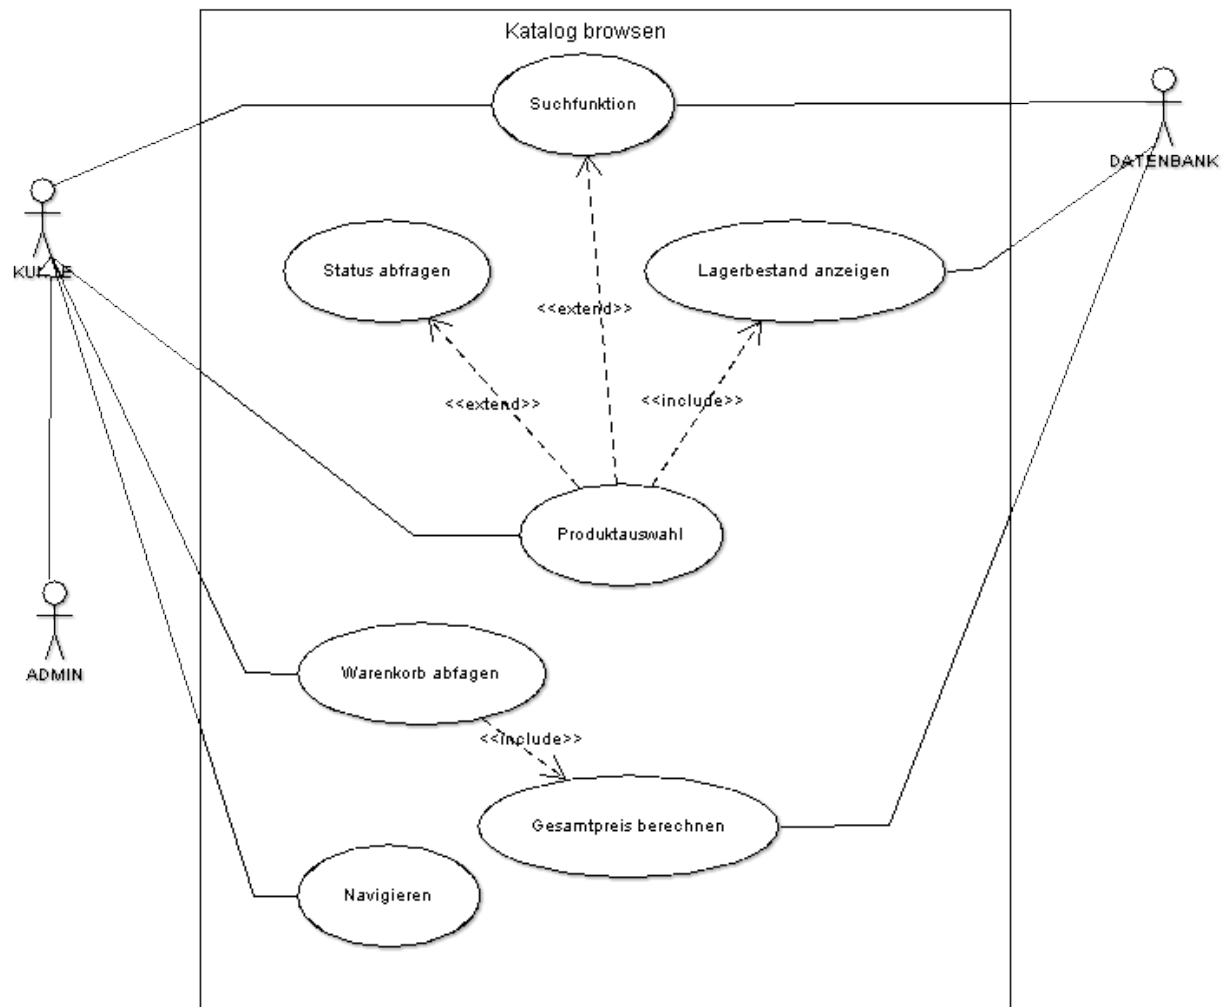 Katalog browsen
Suchfunktion
DATENBANK
Status abfragen
Lagerbestand anzeigen
KUNDE
<<extend>>
<<extend>>
<<include>>
Produktauswahl
ADMIN
Warenkorb abfagen
<<include>>
Gesamtpreis berechnen
Navigieren